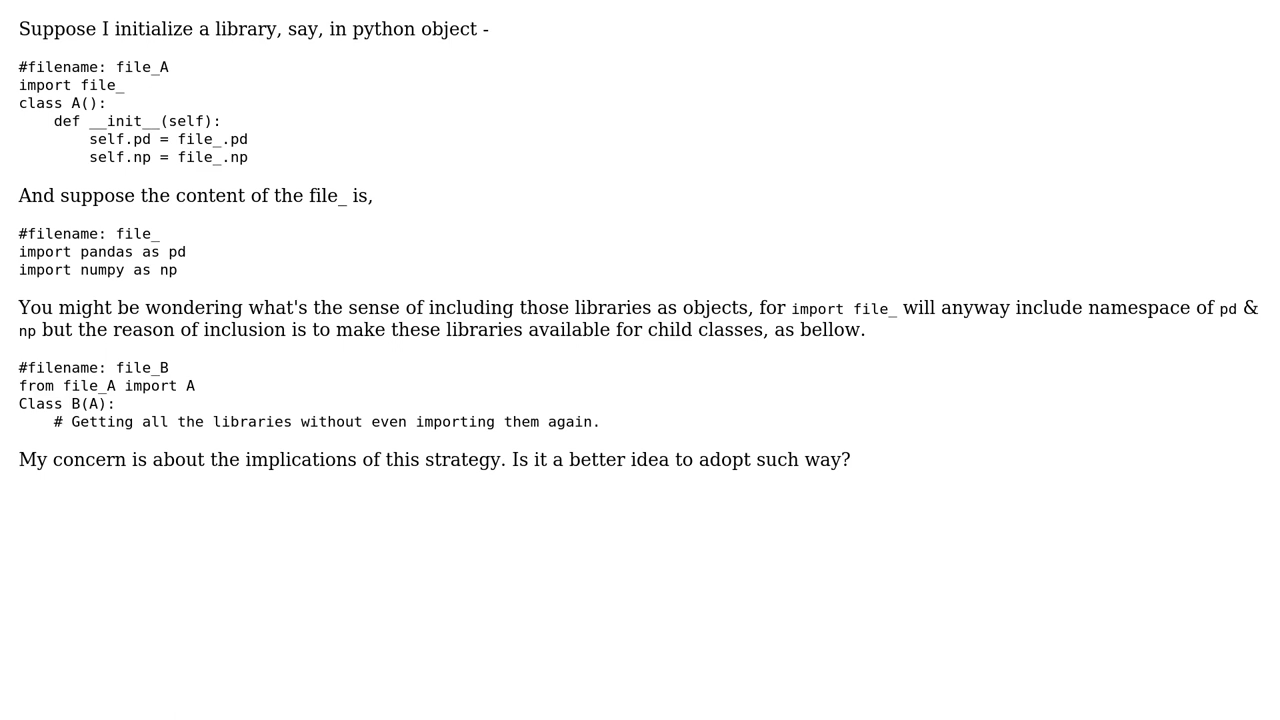 Suppose I initialize a library, say, in python object -
#filename: file_A
import file_
class A():
    def __init__(self):
        self.pd = file_.pd
        self.np = file_.np
And suppose the content of the file_ is,
#filename: file_
import pandas as pd
import numpy as np
You might be wondering what's the sense of including those libraries as objects, for import file_ will anyway include namespace of pd &
np but the reason of inclusion is to make these libraries available for child classes, as bellow.
#filename: file_B
from file_A import A
Class B(A):
    # Getting all the libraries without even importing them again.
My concern is about the implications of this strategy. Is it a better idea to adopt such way?